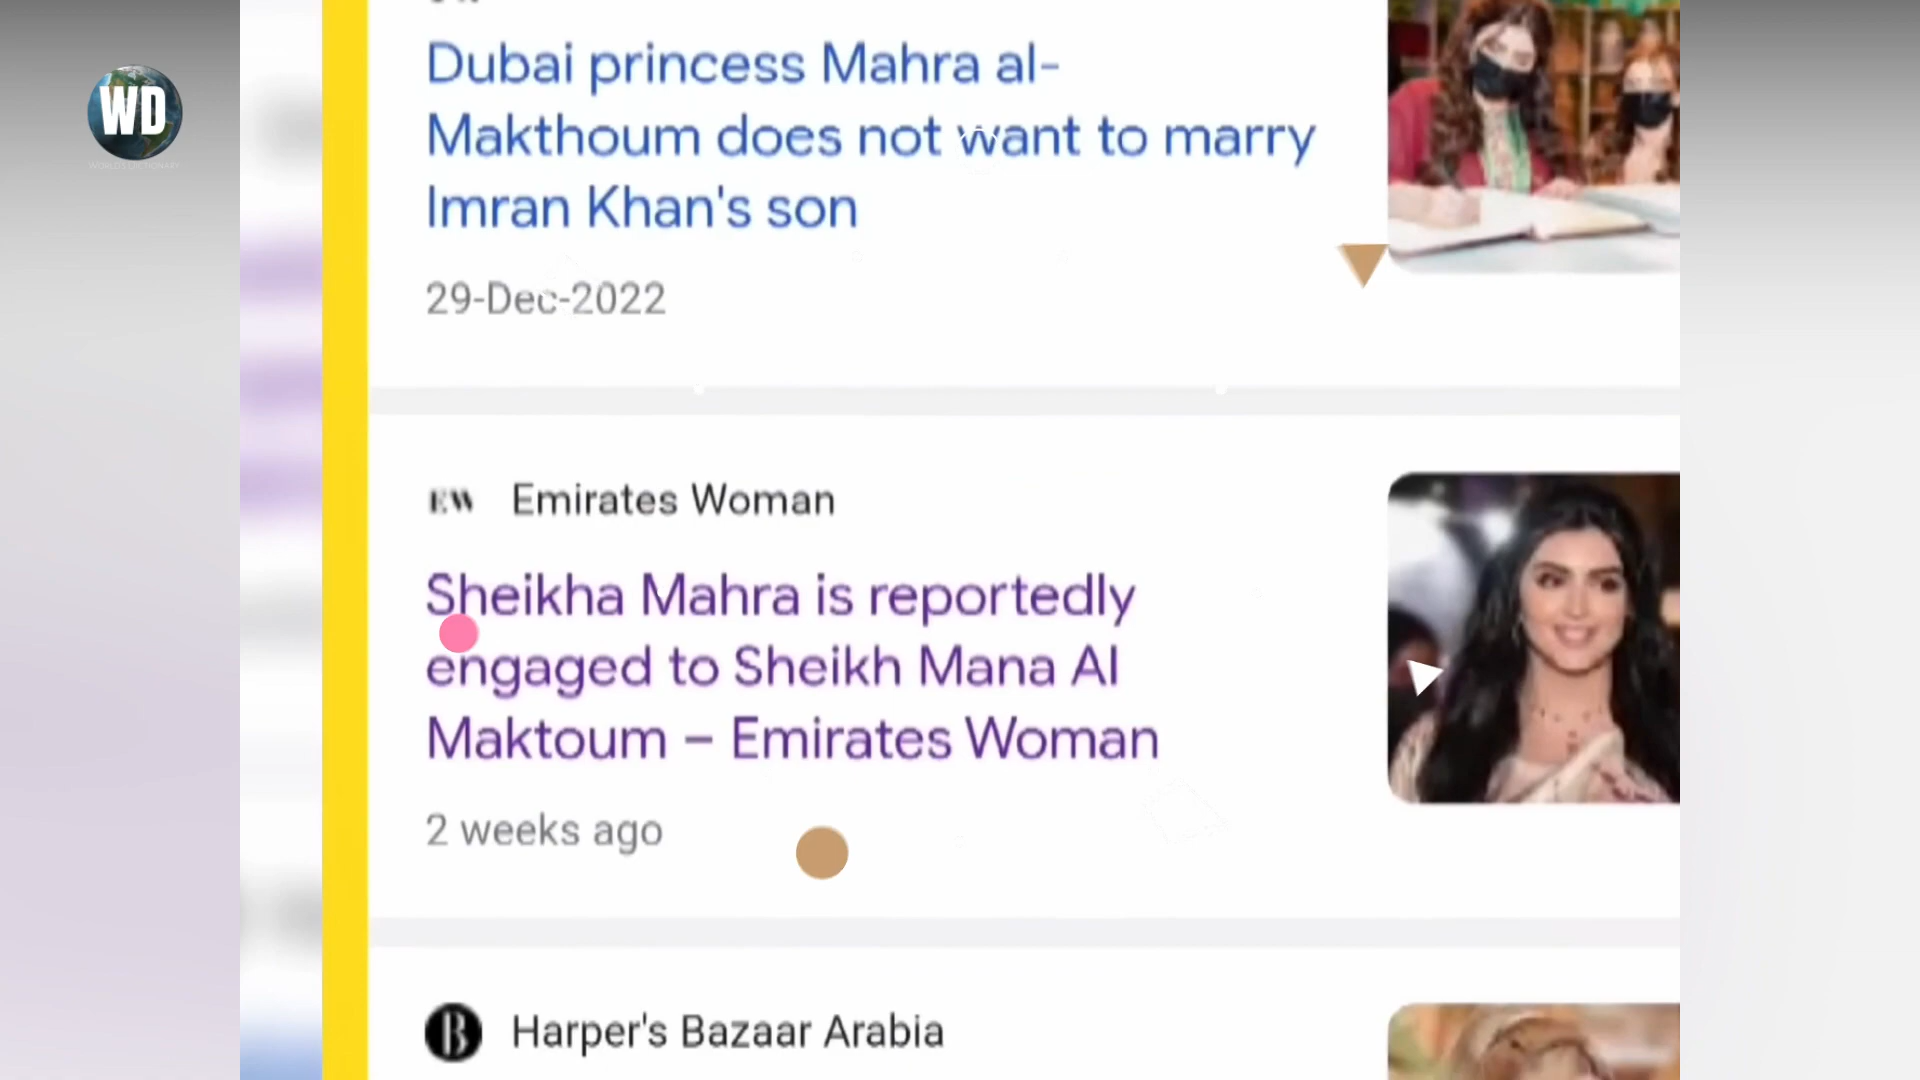 WD
Dubai princess Mahra al-
Makthoum does not want to marry
Imran Khan's son
29-Dec-2022
EW Emirates Woman
Sheikha Mahra is reportedly
engaged to Sheikh Mana Al
Maktoum – Emirates Woman
2 weeks ago
B Harper's Bazaar Arabia